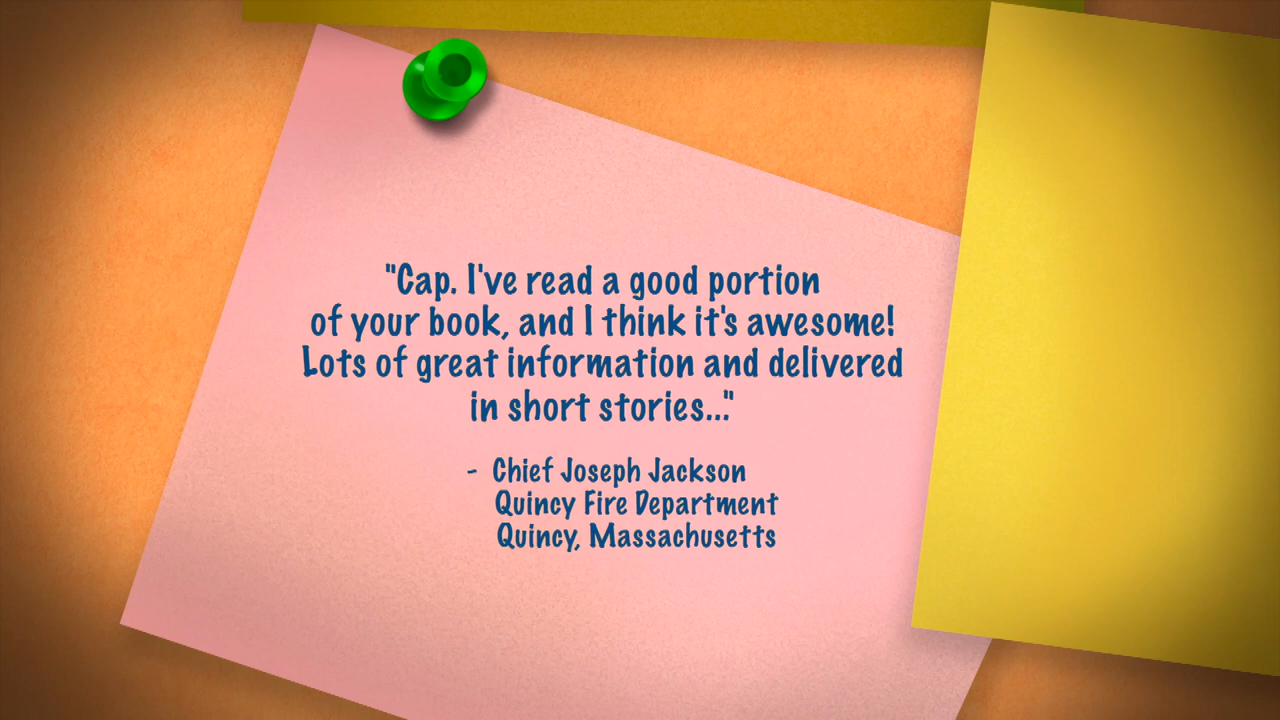 "Cap. I've read a good portion
of your book, and I think it's awesome!
Lots of great information and delivered
in short stories..."
- Chief Joseph Jackson
Quincy Fire Department
Quincy, Massachusetts